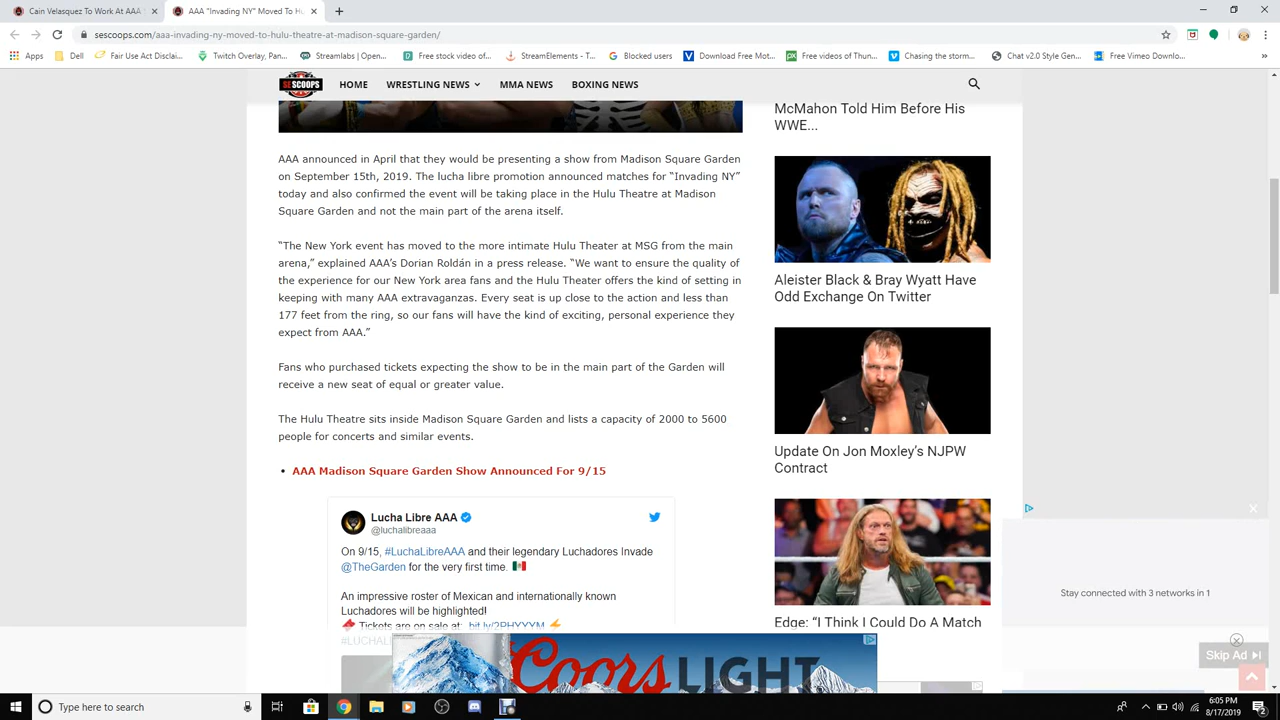 Cain Velasquez To Work At AAA
AAA "Invading NY" Moved To H
sescoops.com/aaa-invading-ny-moved-to-hulu-theatre-at-madison-square-garden/
Apps
Dell
Fair Use Act Disclai...
Twitch Overlay, Pan...
Streamlabs | Open...
Free stock video of...
StreamElements - T...
Blocked users
Download Free Mot...
Free videos of Thun...
Chasing the storm...
Chat v2.0 Style Gen...
Free Vimeo Downlo...
SESCOOPS
HOME
WRESTLING NEWS
MMA NEWS
BOXING NEWS
AAA announced in April that they would be presenting a show from Madison Square Garden
on September 15th, 2019. The lucha libre promotion announced matches for “Invading NY”
today and also confirmed the event will be taking place in the Hulu Theatre at Madison
Square Garden and not the main part of the arena itself.
“The New York event has moved to the more intimate Hulu Theater at MSG from the main
arena,” explained AAA’s Dorian Roldán in a press release. “We want to ensure the quality of
the experience for our New York area fans and the Hulu Theater offers the kind of setting in
keeping with many AAA extravaganzas. Every seat is up close to the action and less than
177 feet from the ring, so our fans will have the kind of exciting, personal experience they
expect from AAA.”
Fans who purchased tickets expecting the show to be in the main part of the Garden will
receive a new seat of equal or greater value.
The Hulu Theatre sits inside Madison Square Garden and lists a capacity of 2000 to 5600
people for concerts and similar events.
• AAA Madison Square Garden Show Announced For 9/15
Lucha Libre AAA
@luchalibreaaa
On 9/15, #LuchaLibreAAA and their legendary Luchadores Invade
@TheGarden for the very first time.
An impressive roster of Mexican and internationally known
Luchadores will be highlighted!
Tickets are on sale at: bit.ly/2PHYYYM
#LUCHALI
McMahon Told Him Before His
WWE...
Aleister Black & Bray Wyatt Have
Odd Exchange On Twitter
Update On Jon Moxley’s NJPW
Contract
Edge: “I Think I Could Do A Match
Stay connected with 3 networks in 1
Skip Ad
Coors LIGHT
Type here to search
6:05 PM
8/17/2019
2